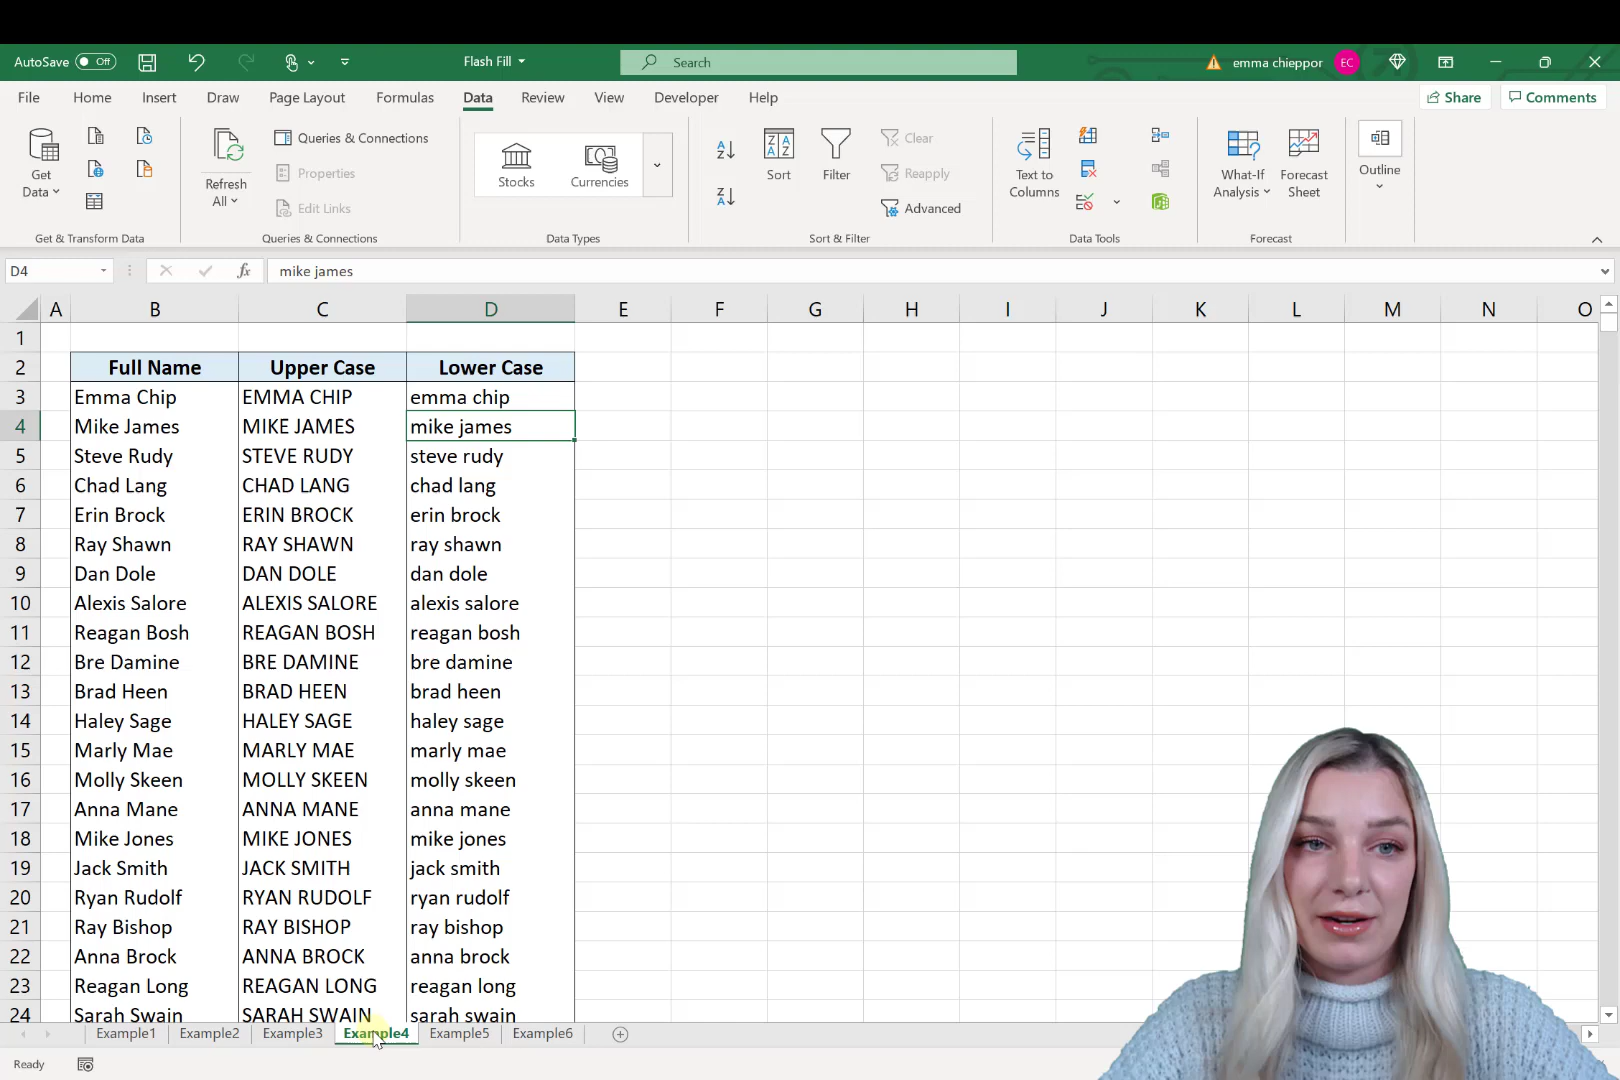 AutoSave Off Flash Fill Search emma chieppor EC
File Home Insert Draw Page Layout Formulas Data Review View Developer Help Share Comments
Get Data
Refresh All
Queries & Connections
Properties
Edit Links
Stocks Currencies
Sort Filter
Clear
Reapply
Advanced
Text to Columns
What-If Analysis
Forecast Sheet
Outline
Get & Transform Data Queries & Connections Data Types Sort & Filter Data Tools Forecast
D4 fx mike james
A B C D E F G H I J K L M N O
1
2 Full Name Upper Case Lower Case
3 Emma Chip EMMA CHIP emma chip
4 Mike James MIKE JAMES mike james
5 Steve Rudy STEVE RUDY steve rudy
6 Chad Lang CHAD LANG chad lang
7 Erin Brock ERIN BROCK erin brock
8 Ray Shawn RAY SHAWN ray shawn
9 Dan Dole DAN DOLE dan dole
10 Alexis Salore ALEXIS SALORE alexis salore
11 Reagan Bosh REAGAN BOSH reagan bosh
12 Bre Damine BRE DAMINE bre damine
13 Brad Heen BRAD HEEN brad heen
14 Haley Sage HALEY SAGE haley sage
15 Marly Mae MARLY MAE marly mae
16 Molly Skeen MOLLY SKEEN molly skeen
17 Anna Mane ANNA MANE anna mane
18 Mike Jones MIKE JONES mike jones
19 Jack Smith JACK SMITH jack smith
20 Ryan Rudolf RYAN RUDOLF ryan rudolf
21 Ray Bishop RAY BISHOP ray bishop
22 Anna Brock ANNA BROCK anna brock
23 Reagan Long REAGAN LONG reagan long
24 Sarah Swain SARAH SWAIN sarah swain
Example1 Example2 Example3 Example4 Example5 Example6
Ready